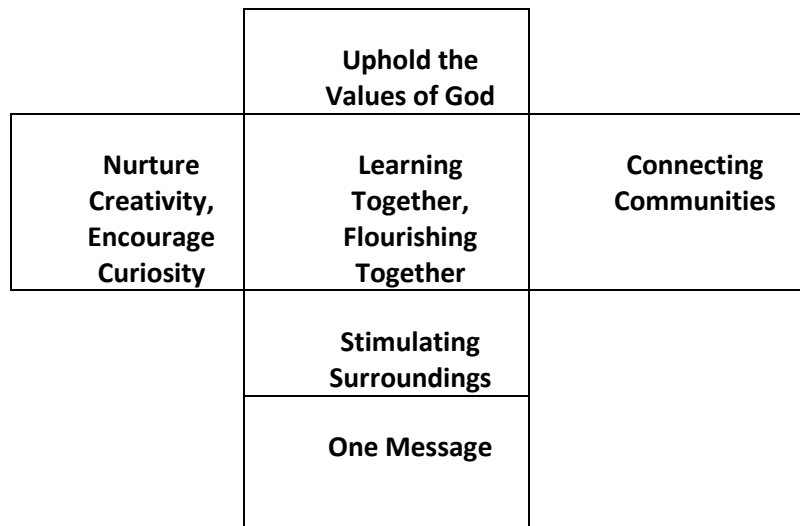 Uphold the
Values of God
Nurture
Creativity,
Encourage
Curiosity
Learning
Together,
Flourishing
Together
Connecting
Communities
Stimulating
Surroundings
One Message